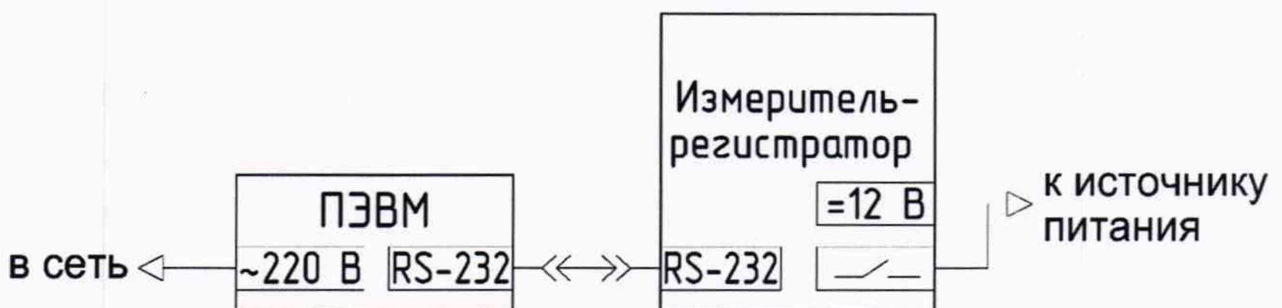 Измеритель-
регистратор
=12 В
к источнику
питания
ПЭВМ
в сеть
~220 В
RS-232
RS-232